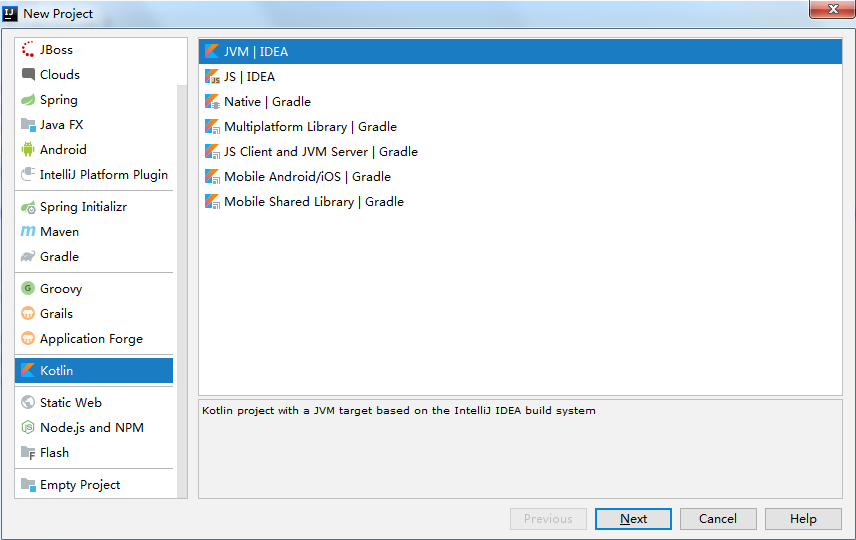 New Project
JBoss
Clouds
Spring
Java FX
Android
IntelliJ Platform Plugin
Spring Initializr
Maven
Gradle
Groovy
Grails
Application Forge
Kotlin
Static Web
Node.js and NPM
Flash
Empty Project
JVM | IDEA
JS | IDEA
Native | Gradle
Multiplatform Library | Gradle
JS Client and JVM Server | Gradle
Mobile Android/iOS | Gradle
Mobile Shared Library | Gradle
Kotlin project with a JVM target based on the IntelliJ IDEA build system
Previous Next Cancel Help